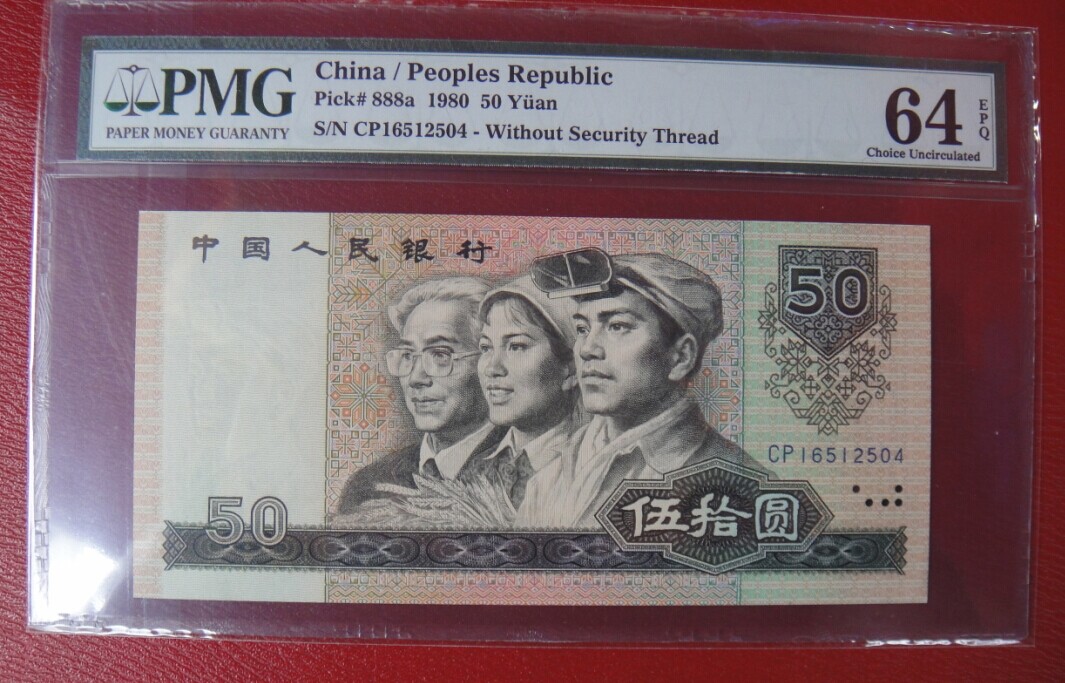 PMG
PAPER MONEY GUARANTY
China / Peoples Republic
Pick# 888a 1980 50 Yüan
S/N CP16512504 - Without Security Thread
64
EPQ
Choice Uncirculated
中国人民银行
50
CP16512504
50
伍拾圆